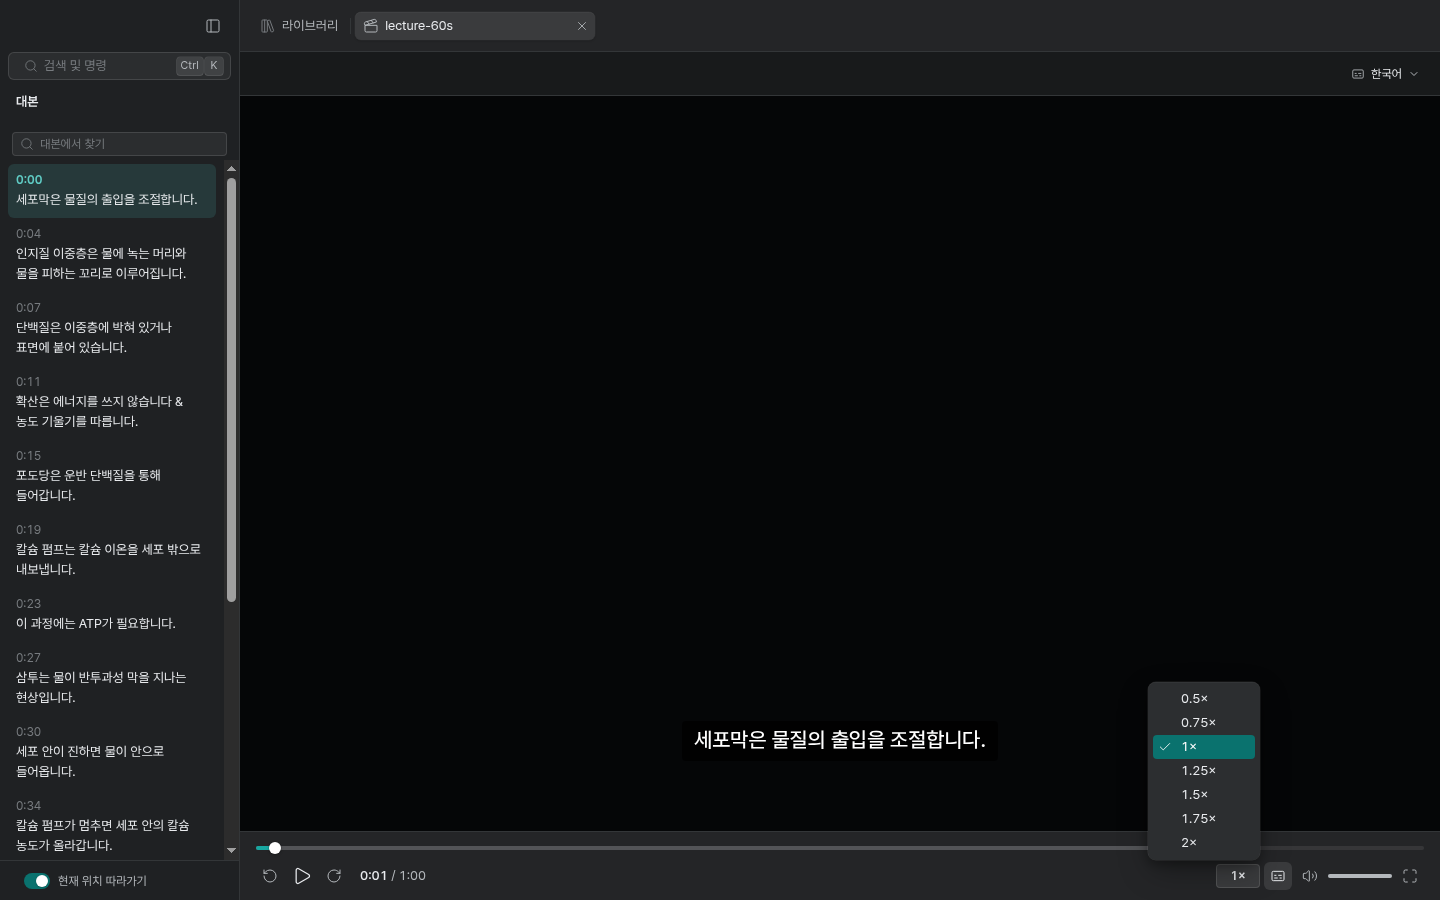 라이브러리
lecture-60s
검색 및 명령
Ctrl K
대본
한국어
대본에서 찾기
0:00
세포막은 물질의 출입을 조절합니다.
0:04
인지질 이중층은 물에 녹는 머리와
물을 피하는 꼬리로 이루어집니다.
0:07
단백질은 이중층에 박혀 있거나
표면에 붙어 있습니다.
0:11
확산은 에너지를 쓰지 않습니다 &
농도 기울기를 따릅니다.
0:15
포도당은 운반 단백질을 통해
들어갑니다.
0:19
칼슘 펌프는 칼슘 이온을 세포 밖으로
내보냅니다.
0:23
이 과정에는 ATP가 필요합니다.
0:27
삼투는 물이 반투과성 막을 지나는
현상입니다.
0:30
세포 안이 진하면 물이 안으로
들어옵니다.
0:34
칼슘 펌프가 멈추면 세포 안의 칼슘
농도가 올라갑니다.
현재 위치 따라가기
세포막은 물질의 출입을 조절합니다.
0.5×
0.75×
1×
1.25×
1.5×
1.75×
2×
0:01 / 1:00
1×